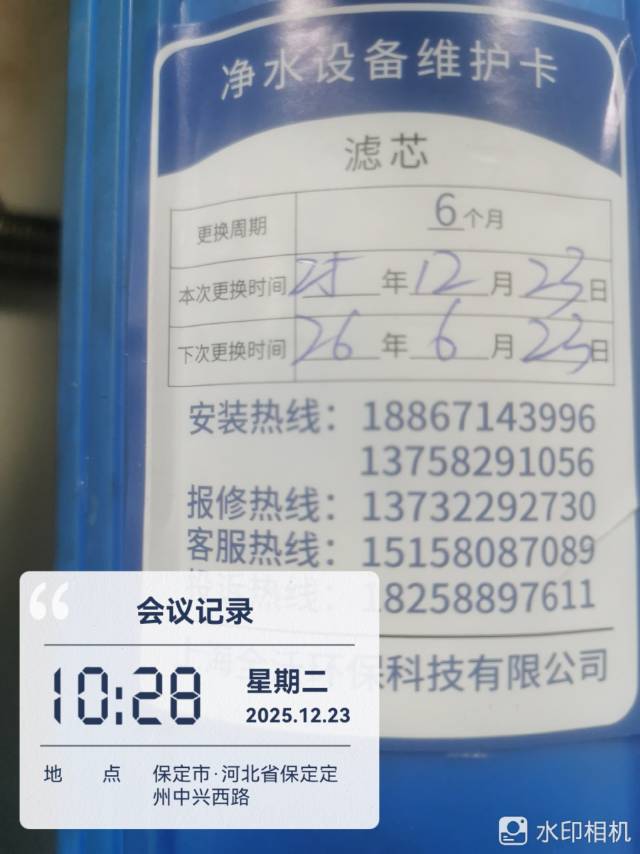 净水设备维护卡
滤芯
更换周期 6个月
本次更换时间 25年12月23日
下次更换时间 26年6月23日
安装热线：18867143996
13758291056
报修热线：13732292730
客服热线：15158087089
热线：18258897611
环保科技有限公司
会议记录
10:28
星期二
2025.12.23
地 点 保定市·河北省保定定
州中兴西路
水印相机